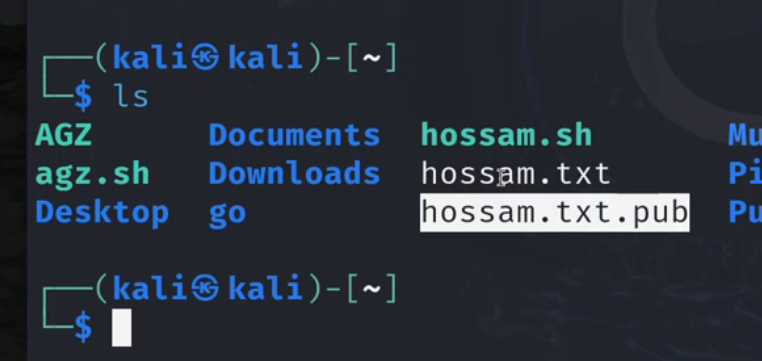 ┌──(kali㉿kali)-[~]
└─$ ls
AGZ Documents hossam.sh Mu
agz.sh Downloads hossam.txt Pi
Desktop go hossam.txt.pub Pu
┌──(kali㉿kali)-[~]
└─$